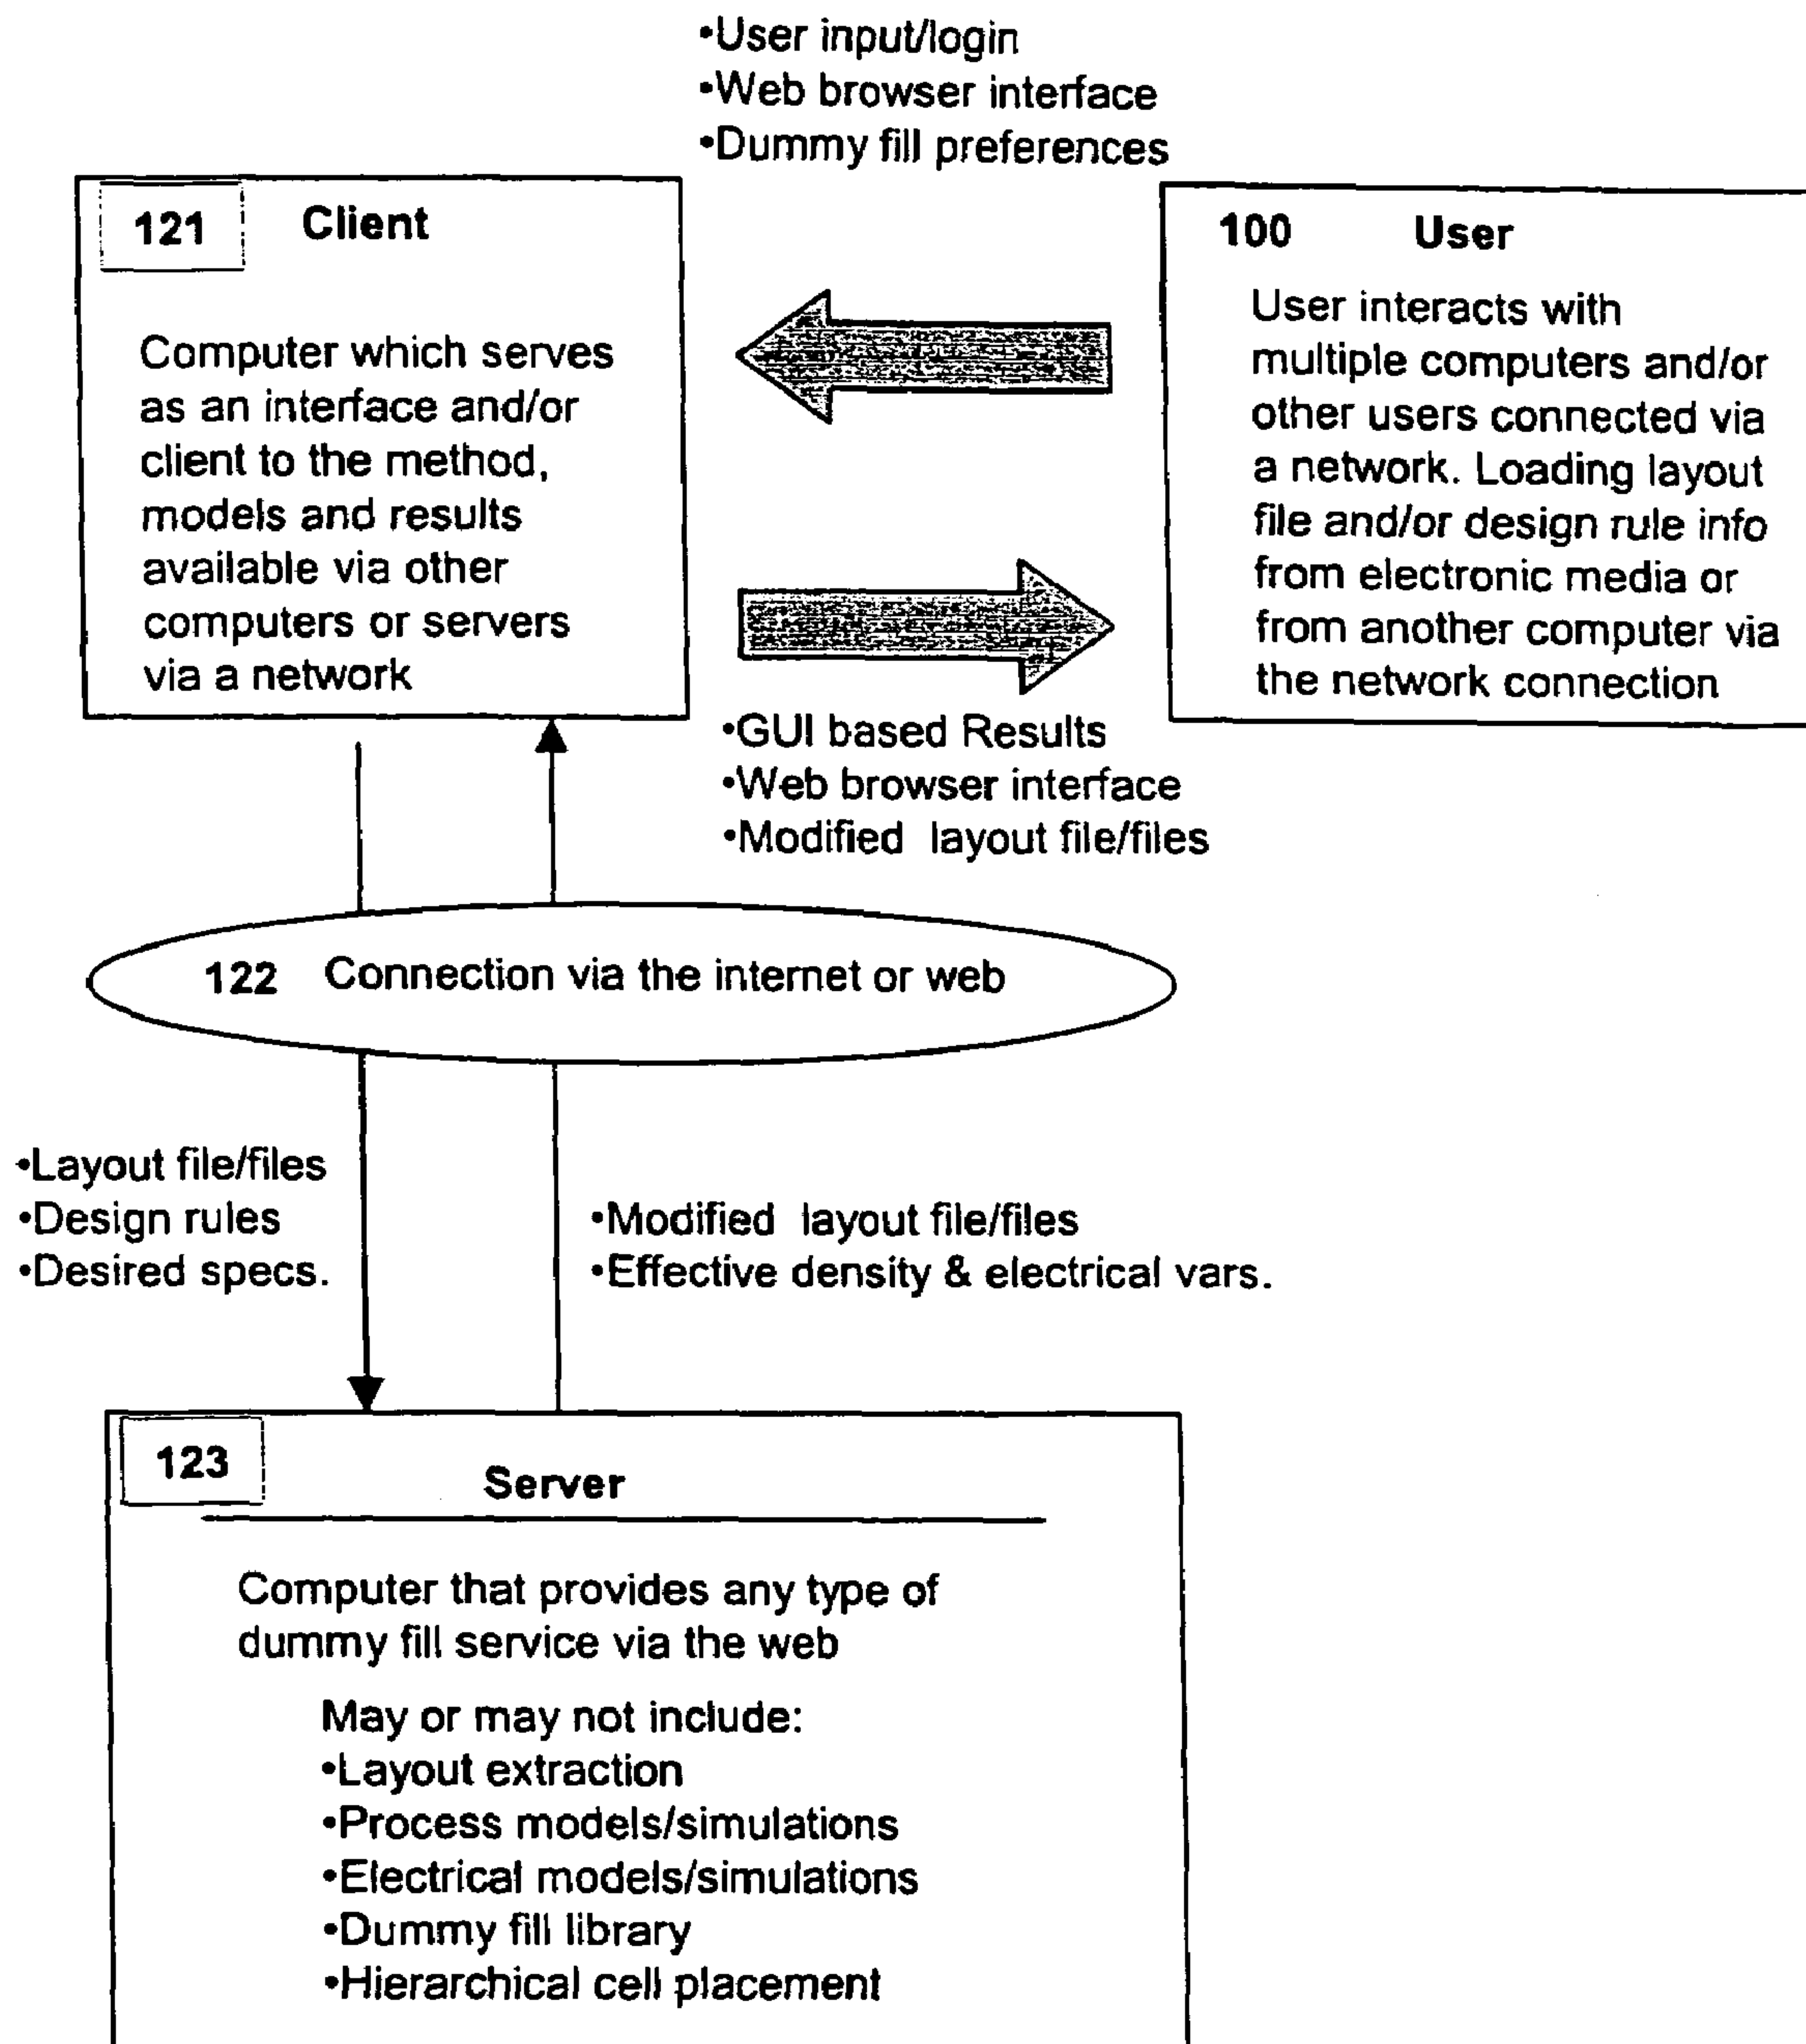 •User input/login
•Web browser interface
•Dummy fill preferences
121 Client
Computer which serves
as an interface and/or
client to the method,
models and results
available via other
computers or servers
via a network
100 User
User interacts with
multiple computers and/or
other users connected via
a network. Loading layout
file and/or design rule info
from electronic media or
from another computer via
the network connection
•GUI based Results
•Web browser interface
•Modified layout file/files
122 Connection via the internet or web
•Layout file/files
•Design rules
•Desired specs.
•Modified layout file/files
•Effective density & electrical vars.
123 Server
Computer that provides any type of
dummy fill service via the web
May or may not include:
•Layout extraction
•Process models/simulations
•Electrical models/simulations
•Dummy fill library
•Hierarchical cell placement